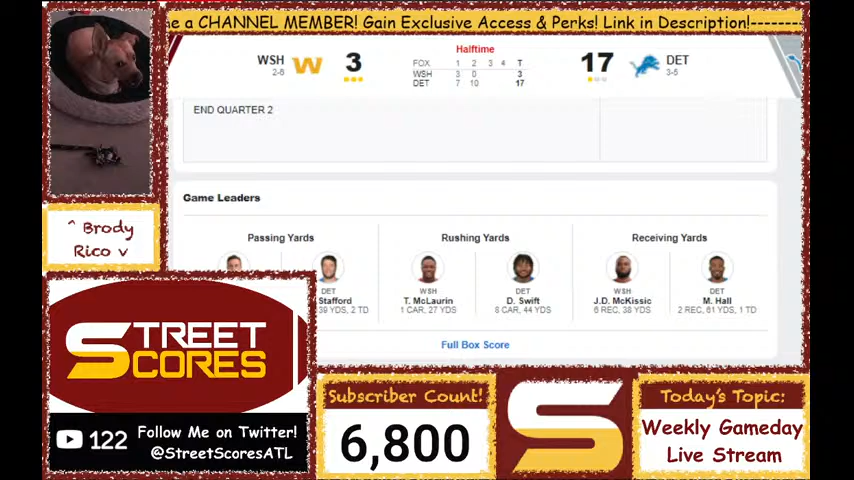 e a CHANNEL MEMBER! Gain Exclusive Access & Perks! Link in Description!--------
Halftime
WSH
2-6
3
FOX 1 2 3 4 T
WSH 3 0 3
DET 7 10 17
17
DET
3-5
END QUARTER 2
Game Leaders
Passing Yards
Rushing Yards
Receiving Yards
DET
Stafford
39 YDS, 2 TD
WSH
T. McLaurin
1 CAR, 27 YDS
DET
D. Swift
8 CAR, 44 YDS
WSH
J.D. McKissic
6 REC, 38 YDS
DET
M. Hall
2 REC, 61 YDS, 1 TD
Full Box Score
^ Brody
Rico v
STREET
SCORES
122
Follow Me on Twitter!
@StreetScoresATL
Subscriber Count!
6,800
S
Today's Topic:
Weekly Gameday
Live Stream